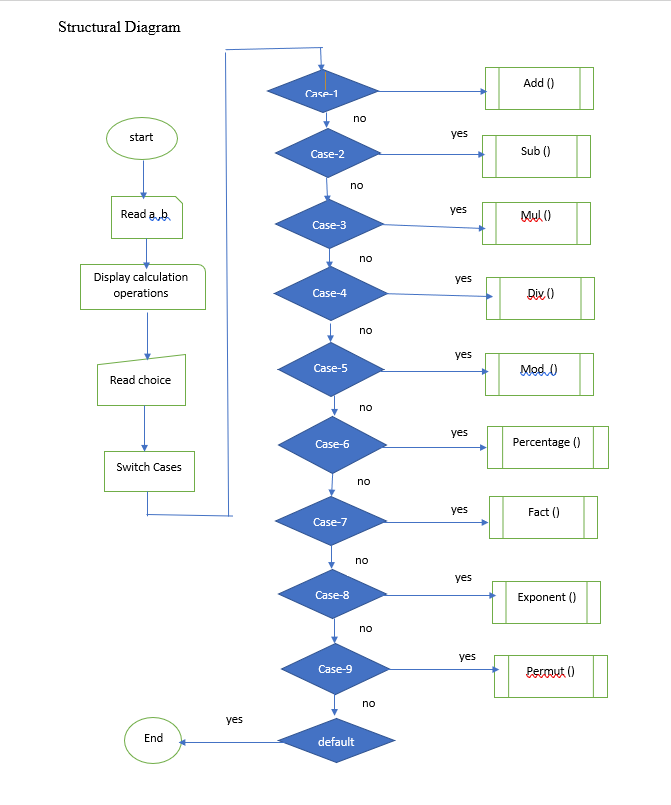 Structural Diagram
start
Read a, b
Display calculation
operations
Read choice
Switch Cases
Case-1
Add ()
no
Case-2
yes
Sub ()
no
Case-3
yes
Mul ()
no
Case-4
yes
Div ()
no
Case-5
yes
Mod ()
no
Case-6
yes
Percentage ()
no
Case-7
yes
Fact ()
no
Case-8
yes
Exponent ()
no
Case-9
yes
Permut ()
no
default
yes
End